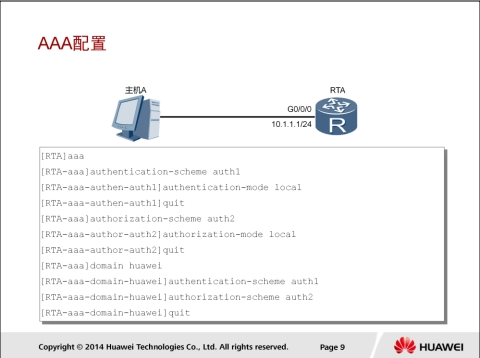 AAA配置
主机A
RTA
G0/0/0
10.1.1.1/24
R
[RTA]aaa
[RTA-aaa]authentication-scheme auth1
[RTA-aaa-authen-auth1]authentication-mode local
[RTA-aaa-authen-auth1]quit
[RTA-aaa]authorization-scheme auth2
[RTA-aaa-author-auth2]authorization-mode local
[RTA-aaa-author-auth2]quit
[RTA-aaa]domain huawei
[RTA-aaa-domain-huawei]authentication-scheme auth1
[RTA-aaa-domain-huawei]authorization-scheme auth2
[RTA-aaa-domain-huawei]quit
Copyright © 2014 Huawei Technologies Co., Ltd. All rights reserved.
Page 9
HUAWEI